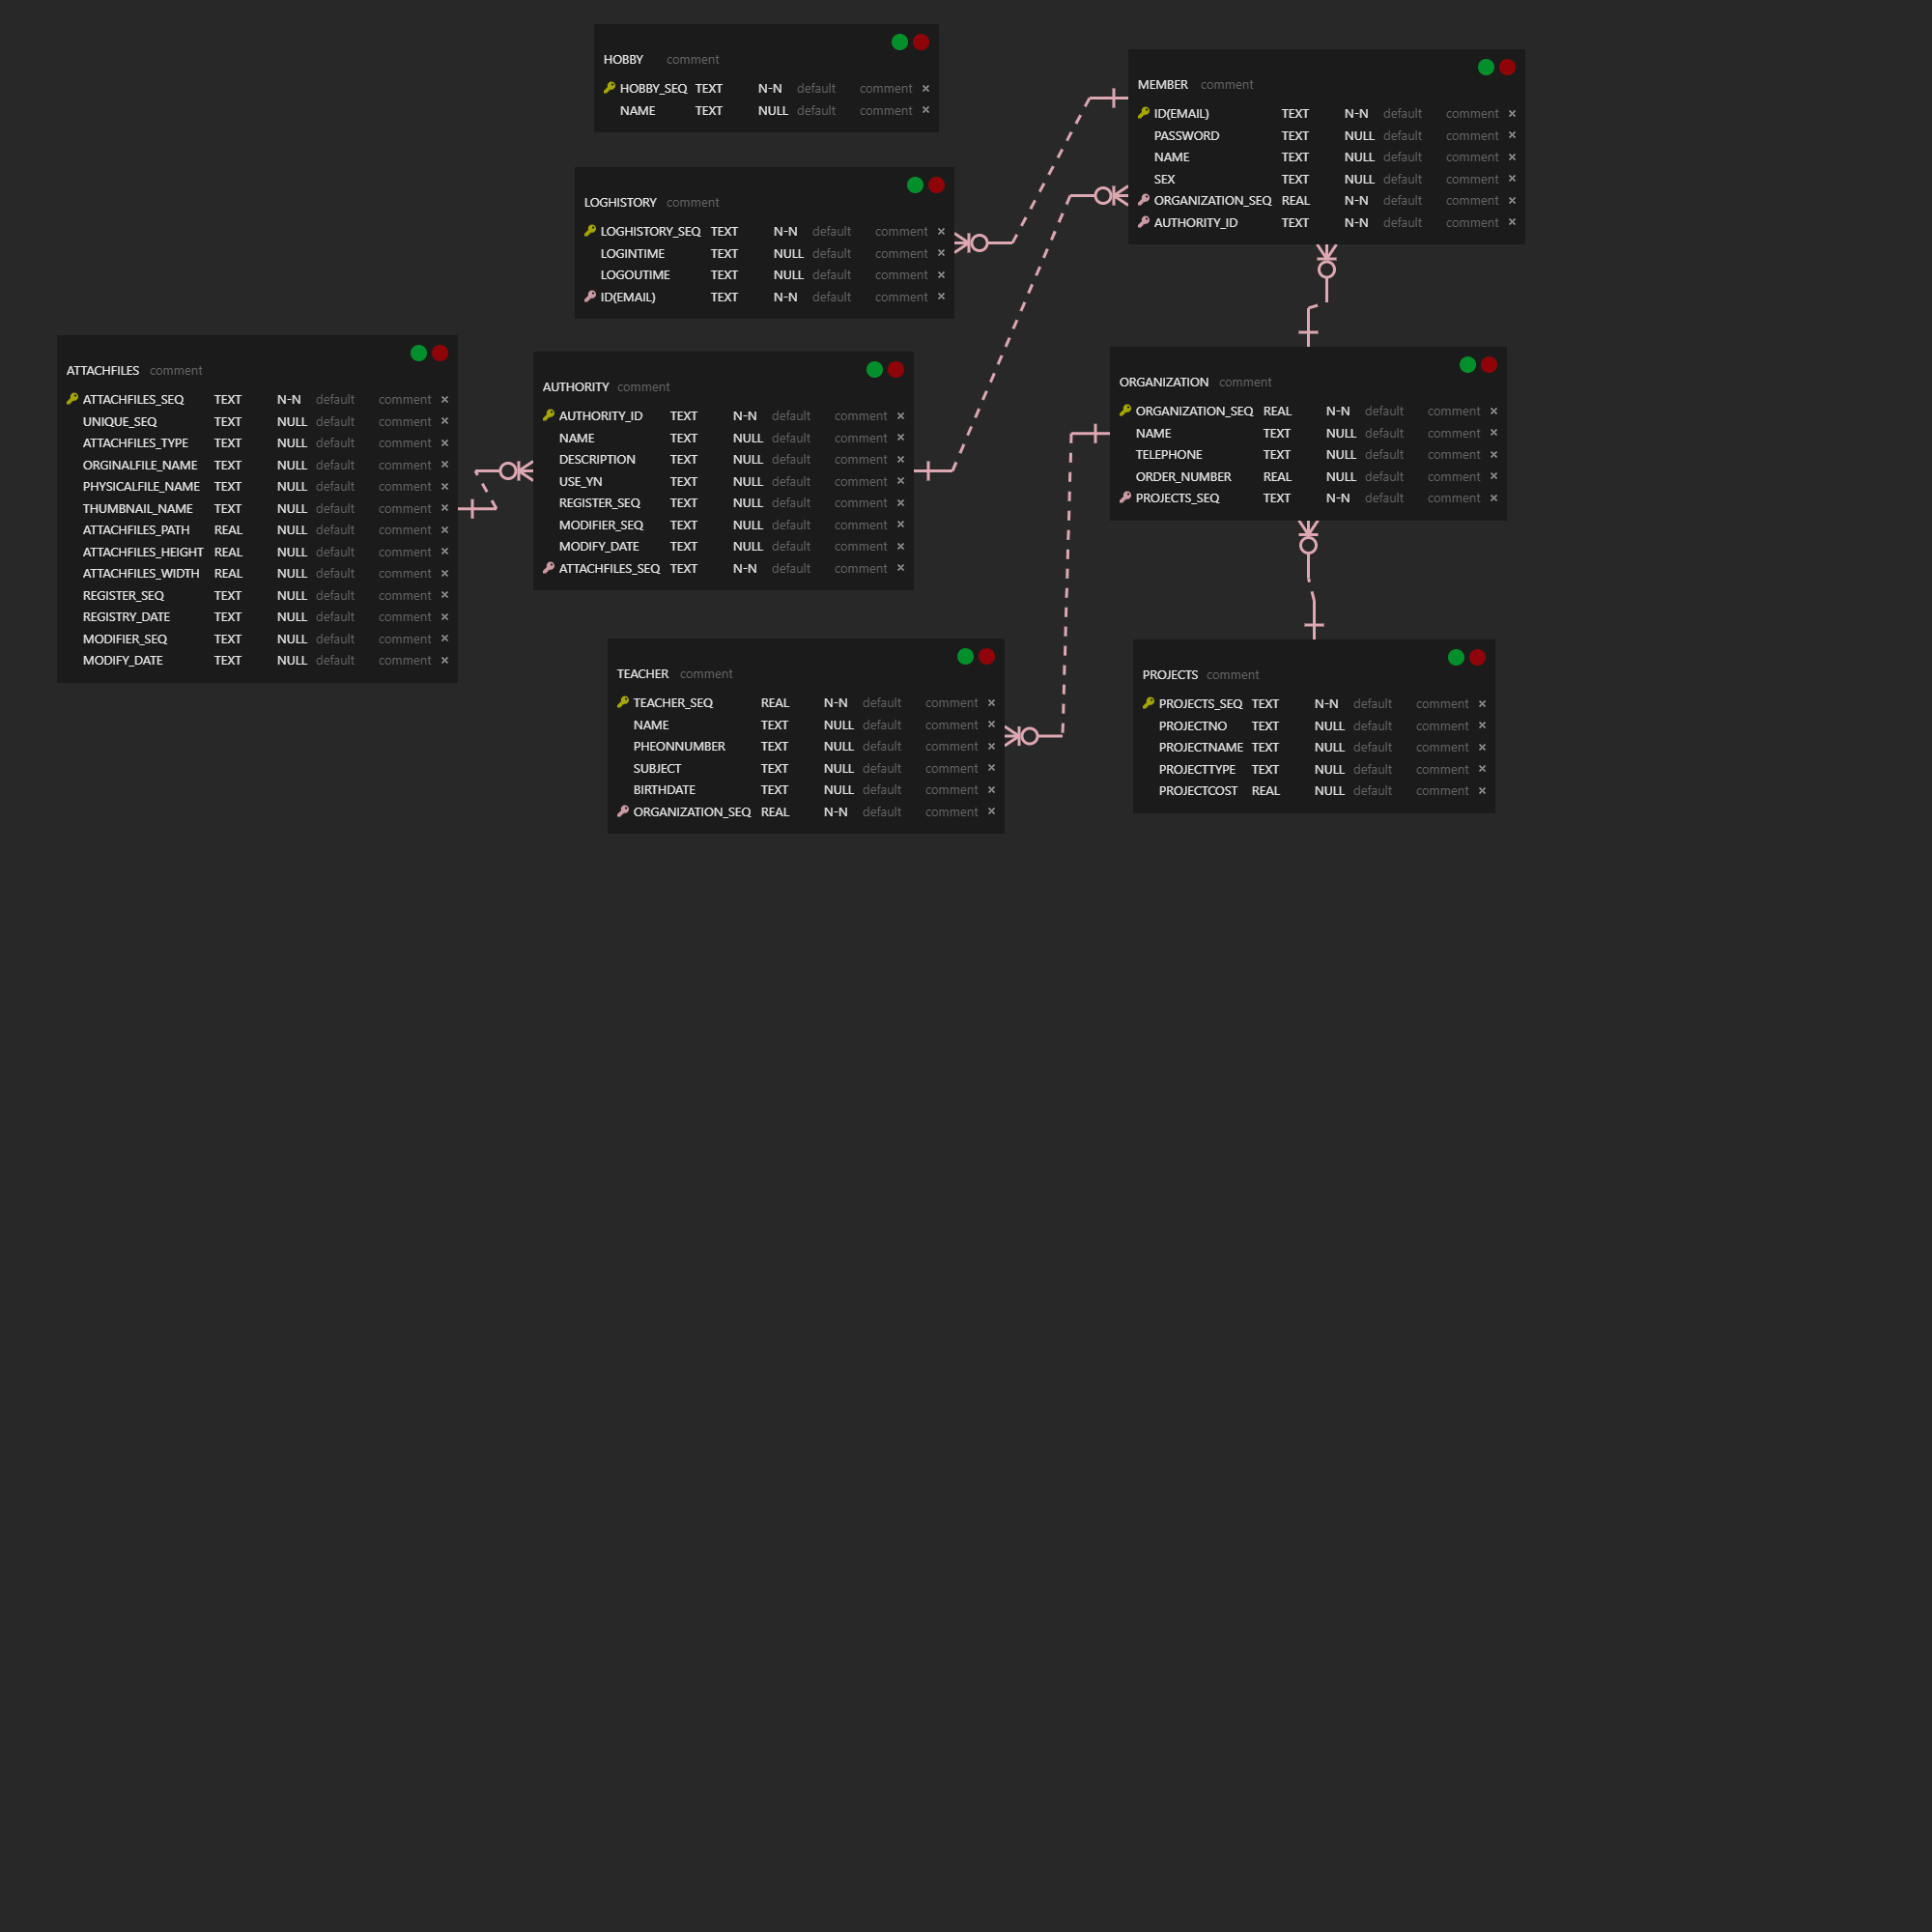 HOBBY comment
HOBBY_SEQ TEXT N-N default comment ×
NAME TEXT NULL default comment ×
MEMBER comment
ID(EMAIL) TEXT N-N default comment ×
PASSWORD TEXT NULL default comment ×
NAME TEXT NULL default comment ×
SEX TEXT NULL default comment ×
ORGANIZATION_SEQ REAL N-N default comment ×
AUTHORITY_ID TEXT N-N default comment ×
LOGHISTORY comment
LOGHISTORY_SEQ TEXT N-N default comment ×
LOGINTIME TEXT NULL default comment ×
LOGOUTIME TEXT NULL default comment ×
ID(EMAIL) TEXT N-N default comment ×
ATTACHFILES comment
ATTACHFILES_SEQ TEXT N-N default comment ×
UNIQUE_SEQ TEXT NULL default comment ×
ATTACHFILES_TYPE TEXT NULL default comment ×
ORGINALFILE_NAME TEXT NULL default comment ×
PHYSICALFILE_NAME TEXT NULL default comment ×
THUMBNAIL_NAME TEXT NULL default comment ×
ATTACHFILES_PATH REAL NULL default comment ×
ATTACHFILES_HEIGHT REAL NULL default comment ×
ATTACHFILES_WIDTH REAL NULL default comment ×
REGISTER_SEQ TEXT NULL default comment ×
REGISTRY_DATE TEXT NULL default comment ×
MODIFIER_SEQ TEXT NULL default comment ×
MODIFY_DATE TEXT NULL default comment ×
AUTHORITY comment
AUTHORITY_ID TEXT N-N default comment ×
NAME TEXT NULL default comment ×
DESCRIPTION TEXT NULL default comment ×
USE_YN TEXT NULL default comment ×
REGISTER_SEQ TEXT NULL default comment ×
MODIFIER_SEQ TEXT NULL default comment ×
MODIFY_DATE TEXT NULL default comment ×
ATTACHFILES_SEQ TEXT N-N default comment ×
ORGANIZATION comment
ORGANIZATION_SEQ REAL N-N default comment ×
NAME TEXT NULL default comment ×
TELEPHONE TEXT NULL default comment ×
ORDER_NUMBER REAL NULL default comment ×
PROJECTS_SEQ TEXT N-N default comment ×
TEACHER comment
TEACHER_SEQ REAL N-N default comment ×
NAME TEXT NULL default comment ×
PHEONNUMBER TEXT NULL default comment ×
SUBJECT TEXT NULL default comment ×
BIRTHDATE TEXT NULL default comment ×
ORGANIZATION_SEQ REAL N-N default comment ×
PROJECTS comment
PROJECTS_SEQ TEXT N-N default comment ×
PROJECTNO TEXT NULL default comment ×
PROJECTNAME TEXT NULL default comment ×
PROJECTTYPE TEXT NULL default comment ×
PROJECTCOST REAL NULL default comment ×